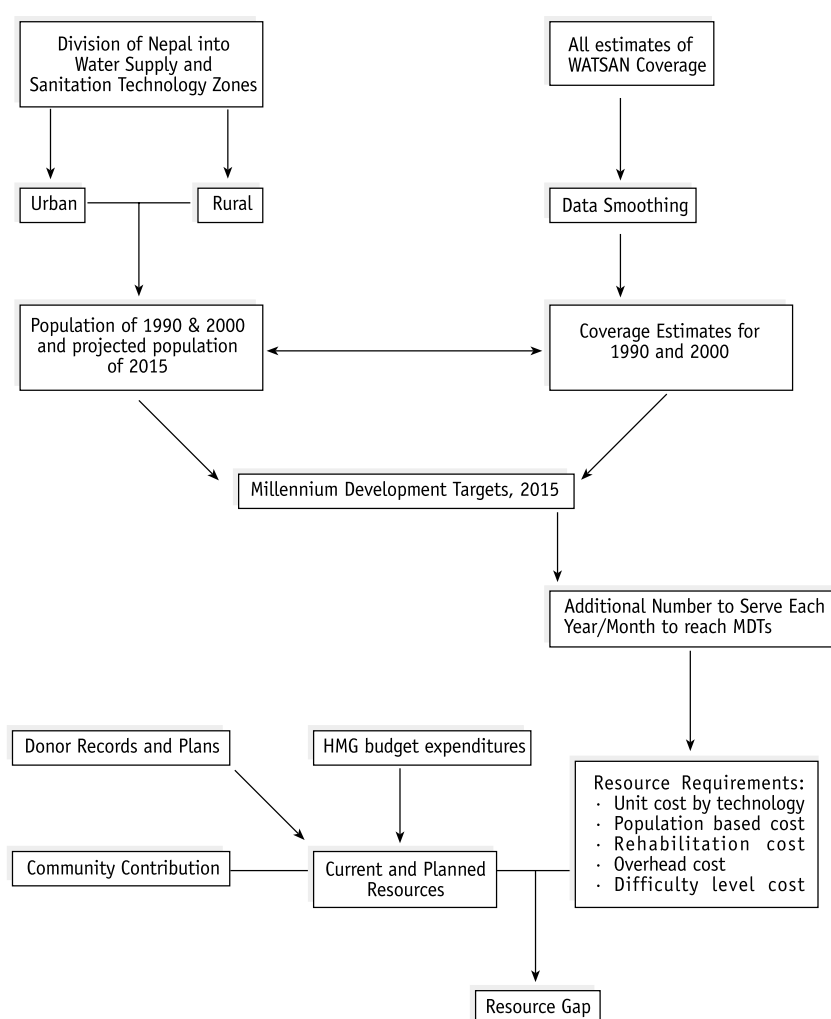 Division of Nepal into
Water Supply and
Sanitation Technology Zones
All estimates of
WATSAN Coverage
Urban
Rural
Data Smoothing
Population of 1990 & 2000
and projected population
of 2015
Coverage Estimates for
1990 and 2000
Millennium Development Targets, 2015
Additional Number to Serve Each
Year/Month to reach MDTs
Donor Records and Plans
HMG budget expenditures
Resource Requirements:
· Unit cost by technology
· Population based cost
· Rehabilitation cost
· Overhead cost
· Difficulty level cost
Community Contribution
Current and Planned
Resources
Resource Gap